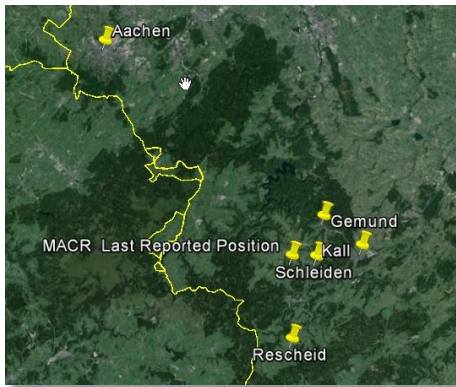 Aachen
Gemund
MACR Last Reported Position
Kall
Schleiden
Rescheid